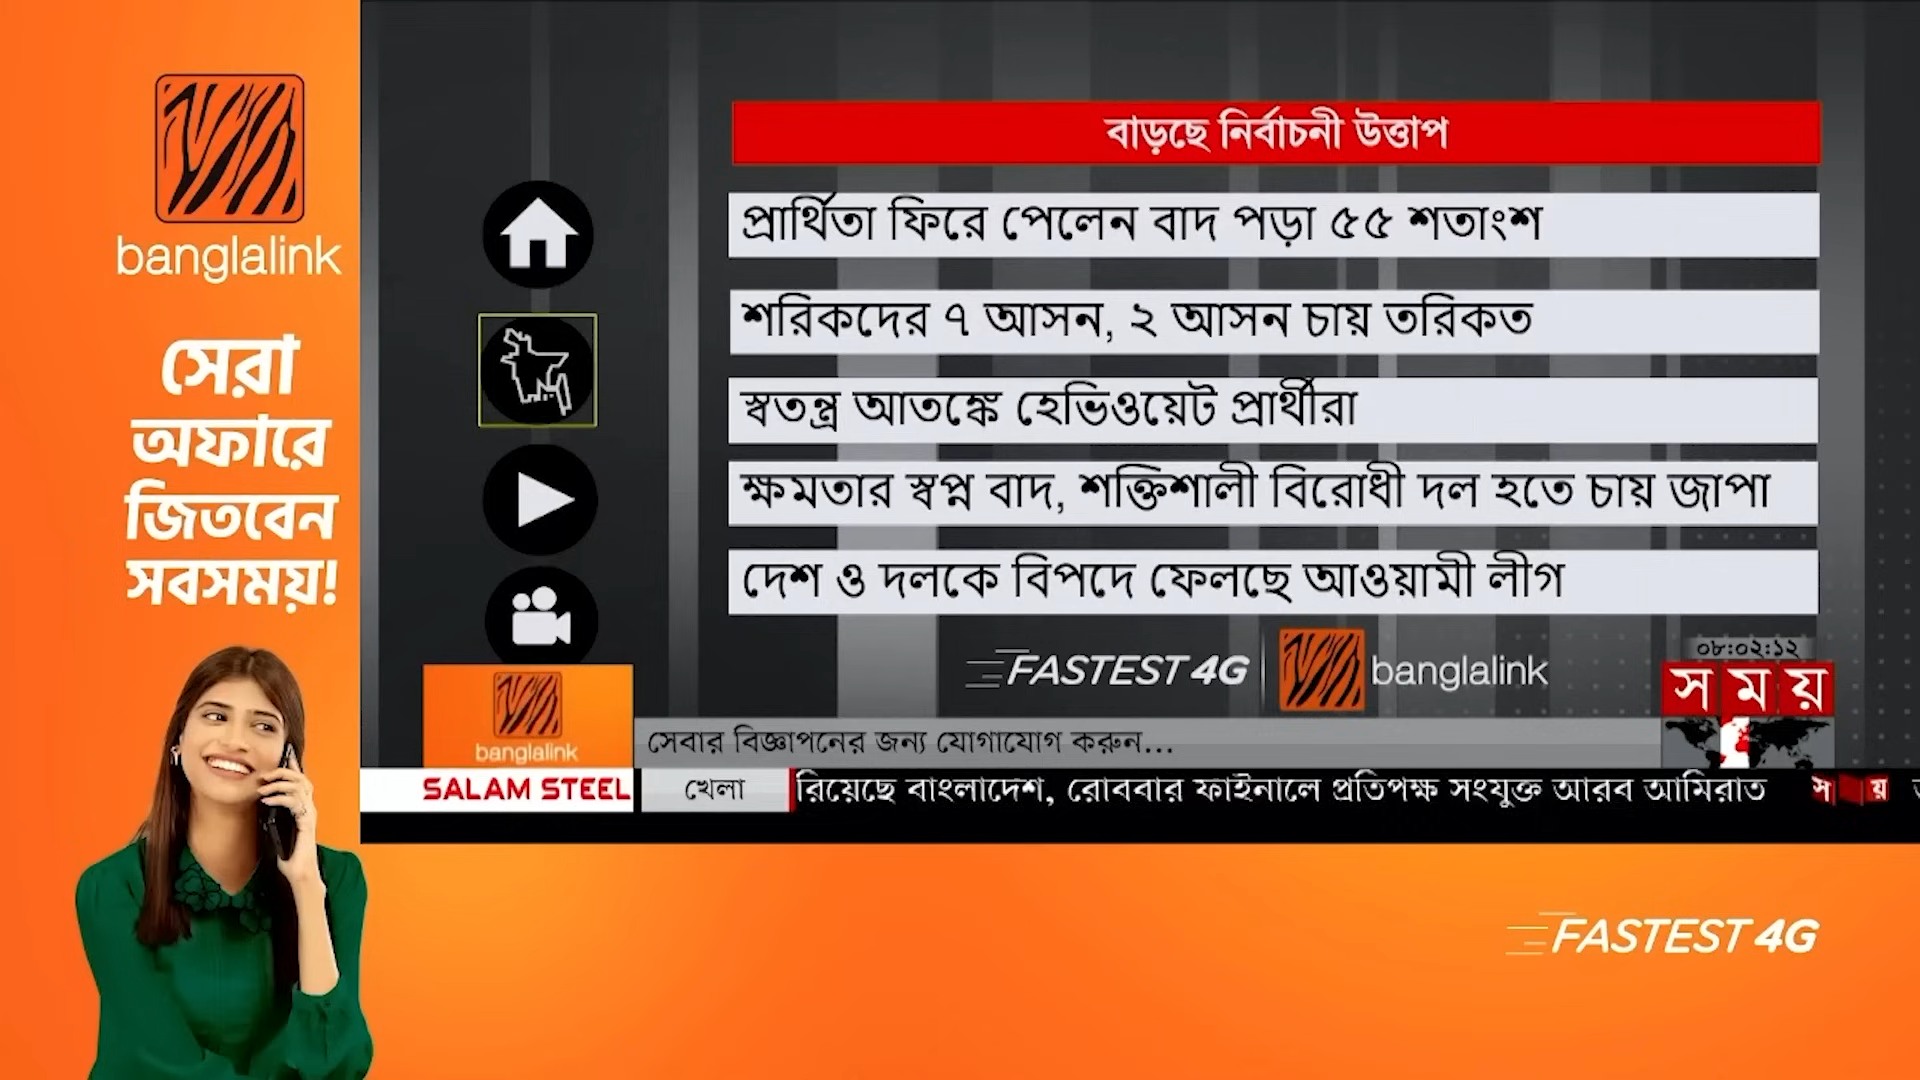 banglalink
সেরা
অফারে
জিতবেন
সবসময়!
বাড়ছে নির্বাচনী উত্তাপ
প্রার্থিতা ফিরে পেলেন বাদ পড়া ৫৫ শতাংশ
শরিকদের ৭ আসন, ২ আসন চায় তরিকত
স্বতন্ত্র আতঙ্কে হেভিওয়েট প্রার্থীরা
ক্ষমতার স্বপ্ন বাদ, শক্তিশালী বিরোধী দল হতে চায় জাপা
দেশ ও দলকে বিপদে ফেলছে আওয়ামী লীগ
FASTEST 4G banglalink
০৮:০২:১২
সময়
banglalink
সেবার বিজ্ঞাপনের জন্য যোগাযোগ করুন...
SALAM STEEL খেলা রিয়েছে বাংলাদেশ, রোববার ফাইনালে প্রতিপক্ষ সংযুক্ত আরব আমিরাত
FASTEST 4G